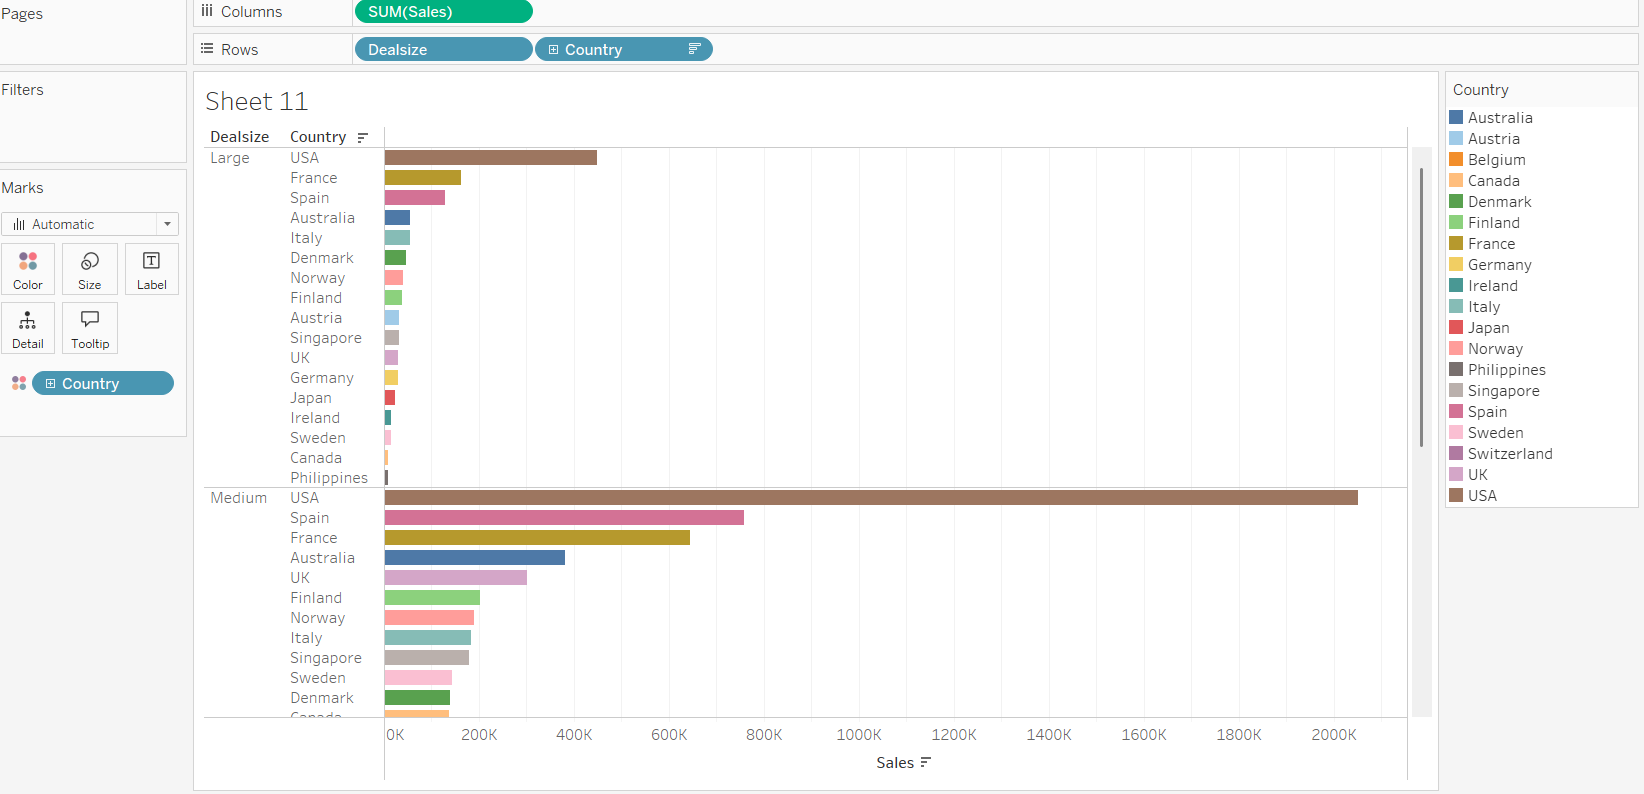 Pages
Columns SUM(Sales)
Rows Dealsize Country
Filters
Marks
Automatic
Color Size Label
Detail Tooltip
Country
Sheet 11
Dealsize Country
Large USA
France
Spain
Australia
Italy
Denmark
Norway
Finland
Austria
Singapore
UK
Germany
Japan
Ireland
Sweden
Canada
Philippines
Medium USA
Spain
France
Australia
UK
Finland
Norway
Italy
Singapore
Sweden
Denmark
Canada
0K 200K 400K 600K 800K 1000K 1200K 1400K 1600K 1800K 2000K
Sales
Country
Australia
Austria
Belgium
Canada
Denmark
Finland
France
Germany
Ireland
Italy
Japan
Norway
Philippines
Singapore
Spain
Sweden
Switzerland
UK
USA